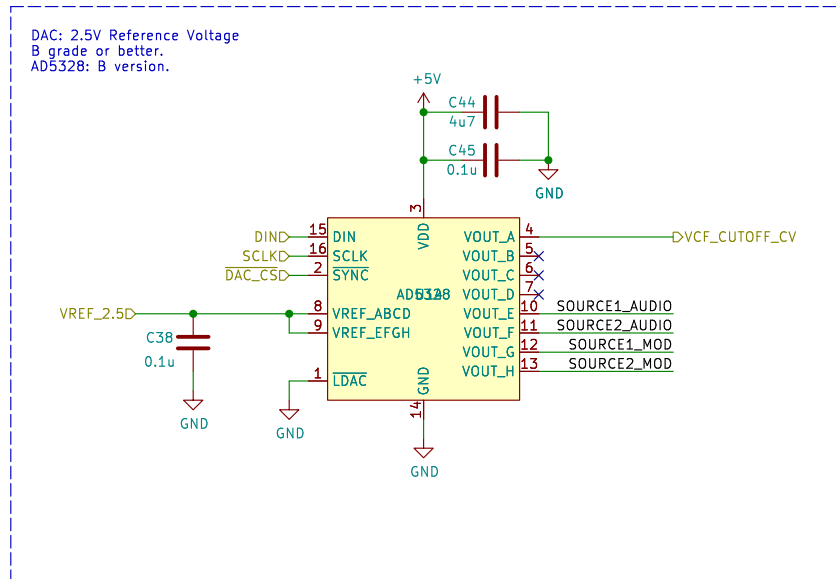 DAC: 2.5V Reference Voltage
B grade or better.
AD5328: B version.
+5V
C44
4u7
C45
0.1u
GND
3
VDD
15 DIN
DIN
16 SCLK
SCLK
2 SYNC
DAC_CS
VREF_2.5
8 VREF_ABCD
9 VREF_EFGH
C38
0.1u
GND
1 LDAC
GND
AD5328
VOUT_A 4
VCF_CUTOFF_CV
VOUT_B 5
VOUT_C 6
VOUT_D 7
VOUT_E 10 SOURCE1_AUDIO
VOUT_F 11 SOURCE2_AUDIO
VOUT_G 12 SOURCE1_MOD
VOUT_H 13 SOURCE2_MOD
GND
14
GND